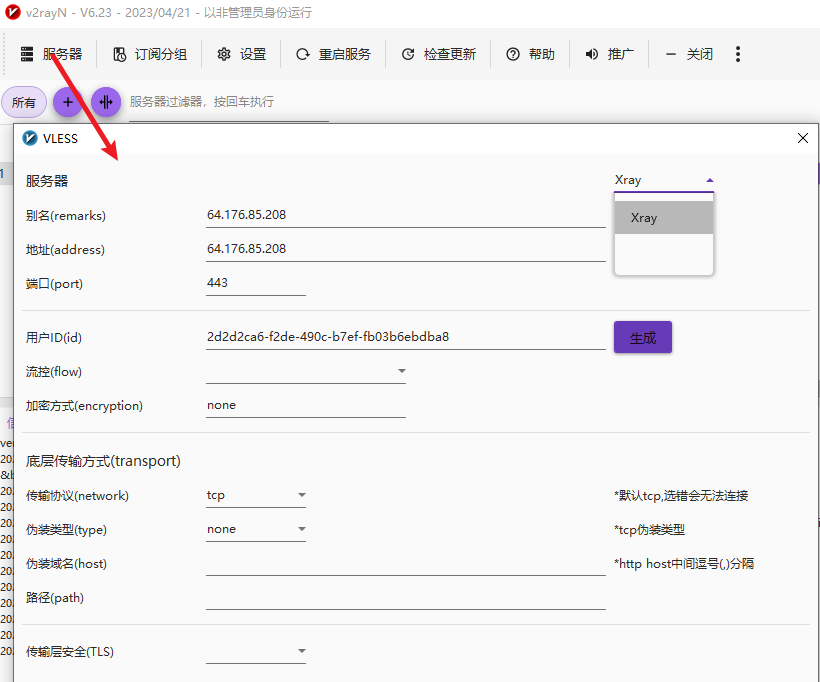 v2rayN - V6.23 - 2023/04/21 - 以非管理员身份运行
服务器 订阅分组 设置 重启服务 检查更新 帮助 推广 关闭
所有 服务器过滤器，按回车执行
VLESS
1
服务器 Xray
别名(remarks) 64.176.85.208 Xray
地址(address) 64.176.85.208
端口(port) 443
用户ID(id) 2d2d2ca6-f2de-490c-b7ef-fb03b6ebdba8 生成
流控(flow)
加密方式(encryption) none
底层传输方式(transport)
传输协议(network) tcp *默认tcp,选错会无法连接
伪装类型(type) none *tcp伪装类型
伪装域名(host) *http host中间逗号(,)分隔
路径(path)
传输层安全(TLS)